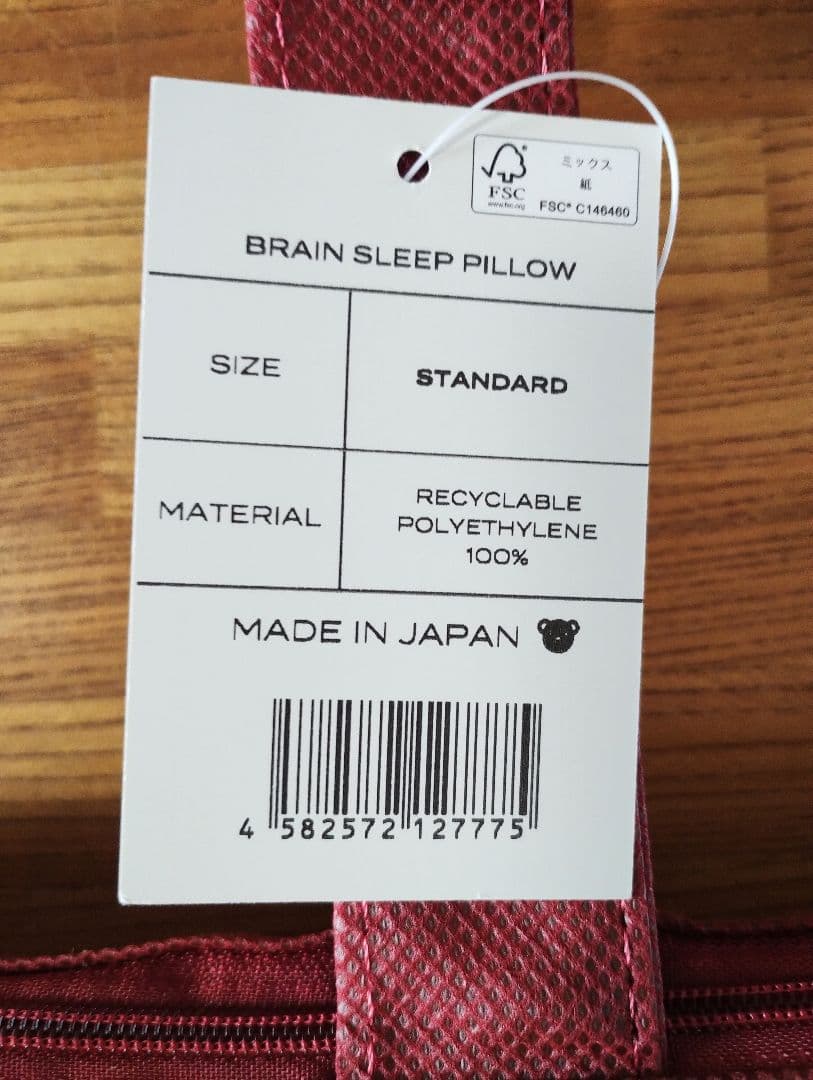 ミックス
紙
FSC
www.fsc.org
FSC® C146460
BRAIN SLEEP PILLOW
SIZE
STANDARD
MATERIAL
RECYCLABLE
POLYETHYLENE
100%
MADE IN JAPAN
4 582572 127775